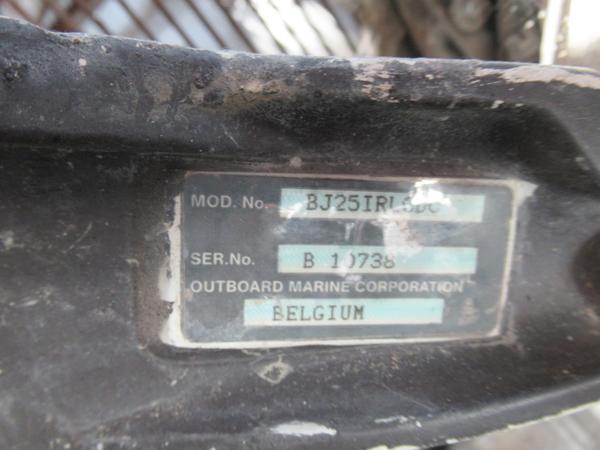 MOD. No. BJ25IRLSDC
SER.No. B 10738
OUTBOARD MARINE CORPORATION
BELGIUM